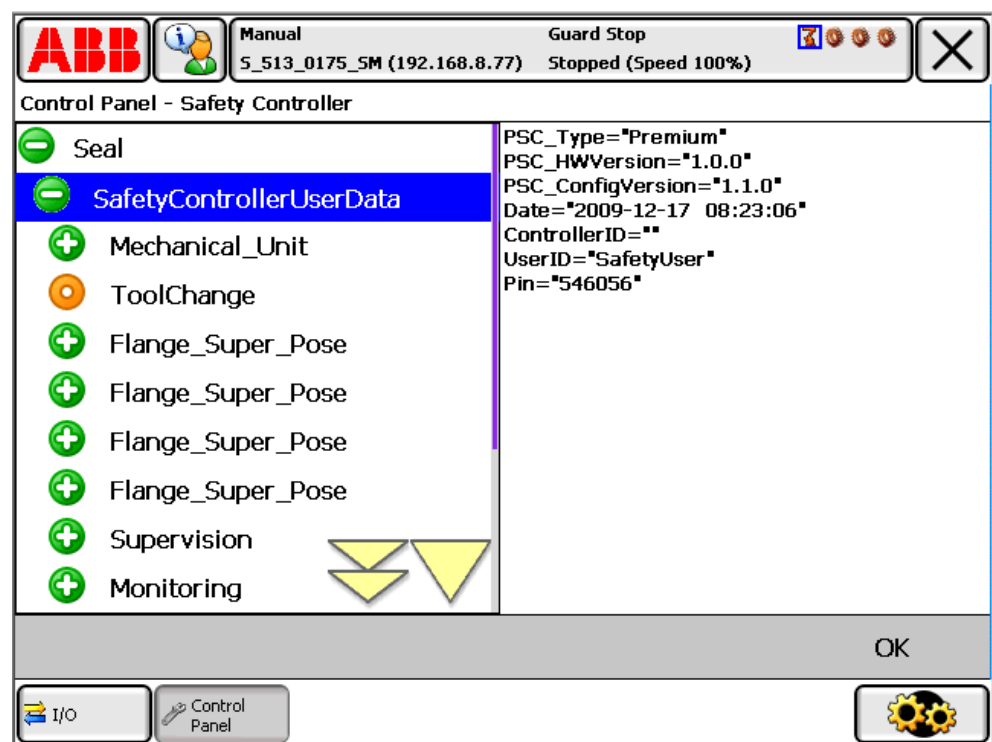 ABB
Manual
Guard Stop
S_513_0175_SM (192.168.8.77)
Stopped (Speed 100%)
Control Panel - Safety Controller
Seal
SafetyControllerUserData
Mechanical_Unit
ToolChange
Flange_Super_Pose
Flange_Super_Pose
Flange_Super_Pose
Flange_Super_Pose
Supervision
Monitoring
PSC_Type="Premium"
PSC_HWVersion="1.0.0"
PSC_ConfigVersion="1.1.0"
Date="2009-12-17 08:23:06"
ControllerID=""
UserID="SafetyUser"
Pin="546056"
OK
I/O
Control
Panel